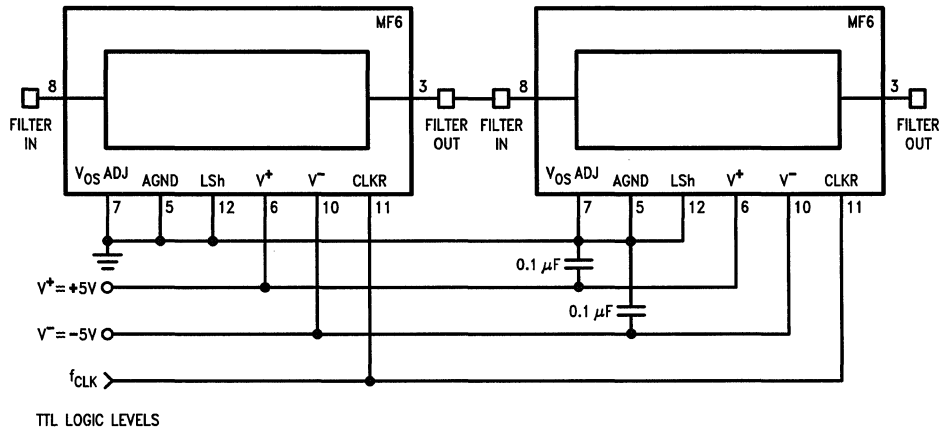 MF6
MF6
8
3
8
3
FILTER
IN
FILTER
OUT
FILTER
IN
FILTER
OUT
VOS ADJ AGND LSh V+ V− CLKR
VOS ADJ AGND LSh V+ V− CLKR
7 5 12 6 10 11
7 5 12 6 10 11
0.1 μF
V+=+5V
0.1 μF
V−=−5V
fCLK
TTL LOGIC LEVELS